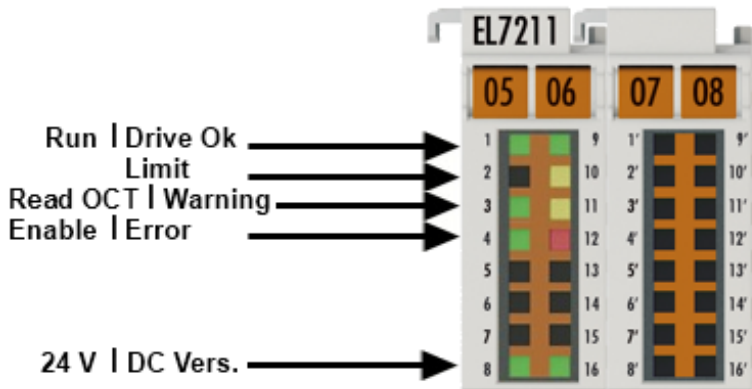 EL7211
05 06 07 08
Run | Drive Ok 1 9 1' 9'
Limit 2 10 2' 10'
Read OCT | Warning 3 11 3' 11'
Enable | Error 4 12 4' 12'
5 13 5' 13'
6 14 6' 14'
7 15 7' 15'
24 V | DC Vers. 8 16 8' 16'